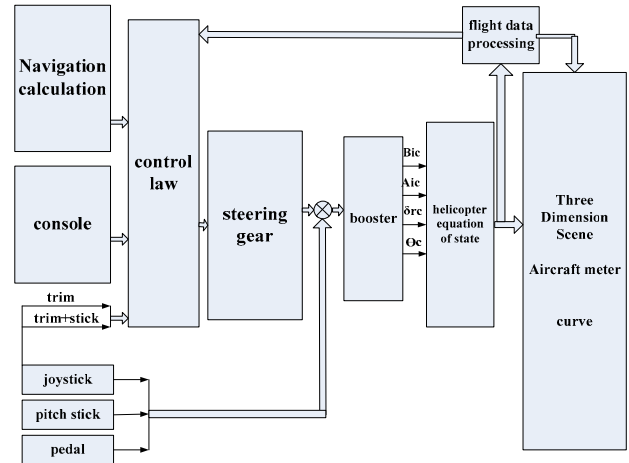 Navigation
calculation
console
trim
trim+stick
joystick
pitch stick
pedal
control
law
steering
gear
booster
Bic
Aic
δrc
Θc
helicopter
equation
of state
flight data
processing
Three
Dimension
Scene
Aircraft meter
curve